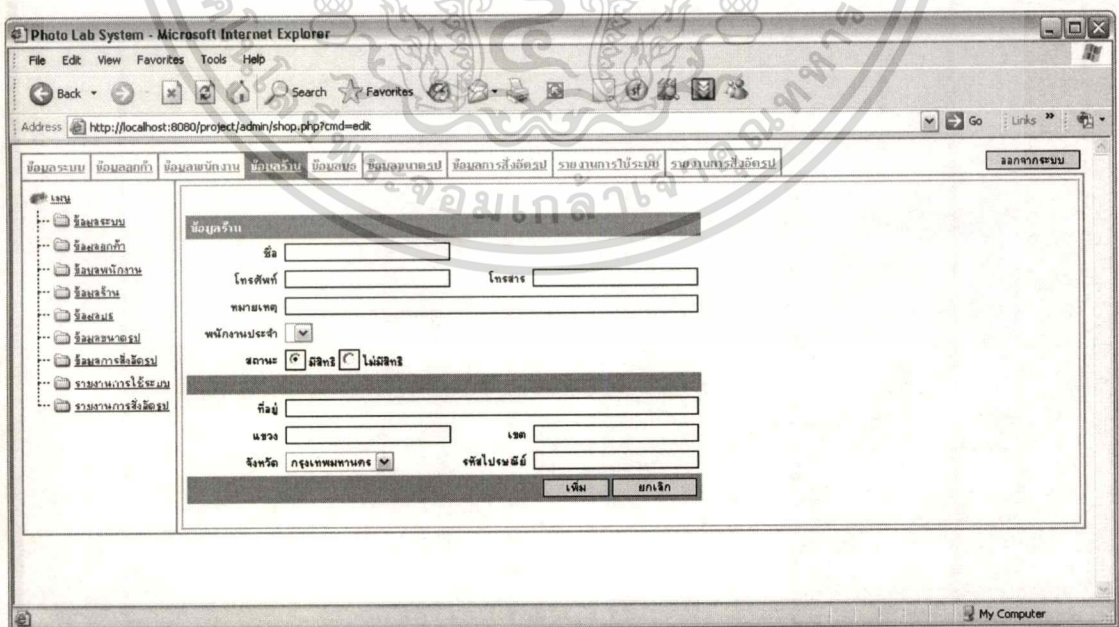 Photo Lab System - Microsoft Internet Explorer
File Edit View Favorites Tools Help
Back Search Favorites
Address http://localhost:8080/project/admin/shop.php?cmd=edit Go Links
ข้อมูลระบบ ข้อมูลลูกค้า ข้อมูลพนักงาน ข้อมูลร้าน ข้อมูลขนาดรูป ข้อมูลการสั่งอัดรูป รายงานการใช้ระบบ รายงานการสั่งอัดรูป ออกจากระบบ
เมนู
ข้อมูลระบบ
ข้อมูลลูกค้า
ข้อมูลพนักงาน
ข้อมูลร้าน
ข้อมูลขนาดรูป
ข้อมูลการสั่งอัดรูป
รายงานการใช้ระบบ
รายงานการสั่งอัดรูป
ข้อมูลร้าน
ชื่อ
โทรศัพท์ โทรสาร
หมายเหตุ
พนักงานประจำ
สถานะ มีสิทธิ ไม่มีสิทธิ
ที่อยู่
แขวง เขต
จังหวัด กรุงเทพมหานคร รหัสไปรษณีย์
เพิ่ม ยกเลิก
My Computer